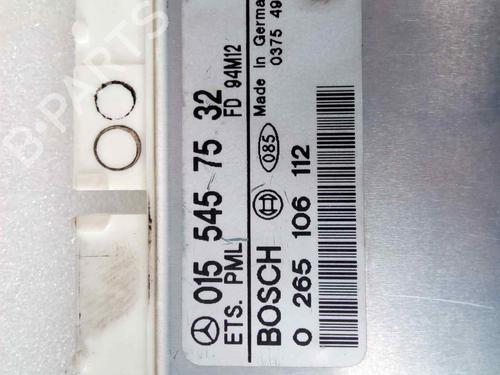 015 545 75 32
ETS. PML FD 94M12
BOSCH 085 Made In German
0375 49
0 265 106 112
B-PARTS